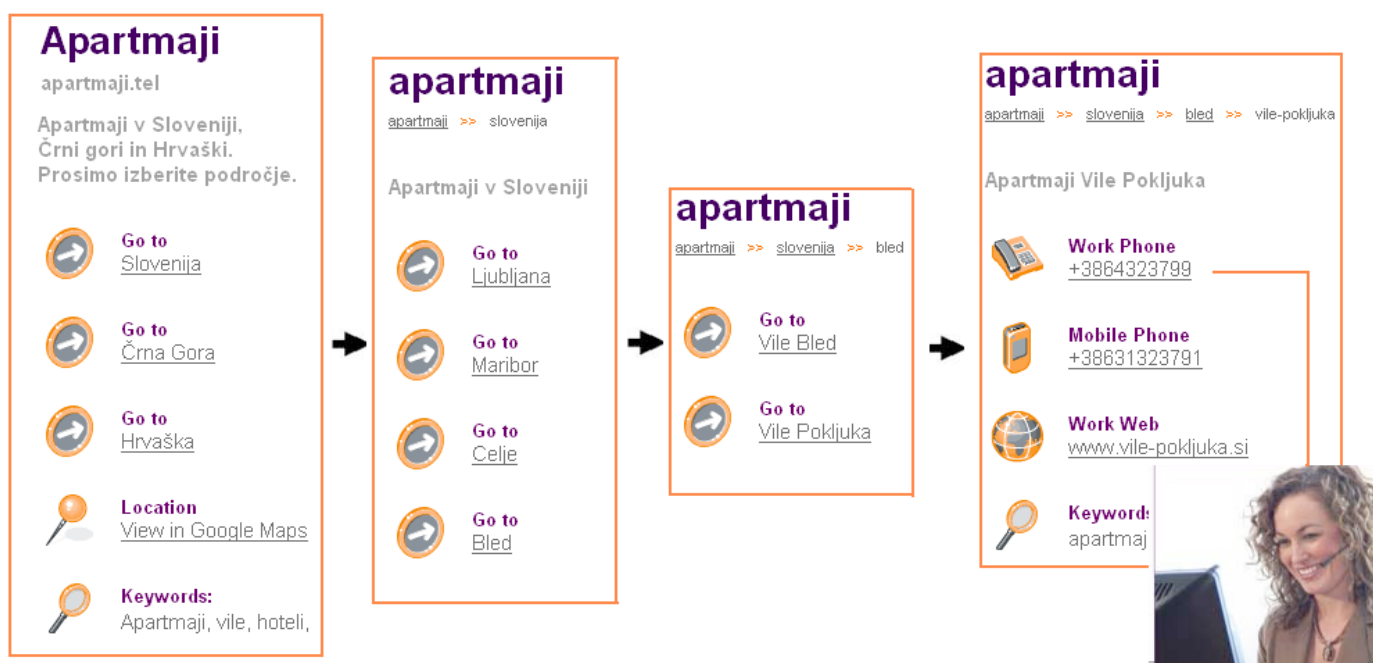 Apartmaji
apartmaji.tel
Apartmaji v Sloveniji,
Črni gori in Hrvaški.
Prosimo izberite področje.
Go to
Slovenija
Go to
Črna Gora
Go to
Hrvaška
Location
View in Google Maps
Keywords:
Apartmaji, vile, hoteli,
apartmaji
apartmaji >> slovenija
Apartmaji v Sloveniji
Go to
Ljubljana
Go to
Maribor
Go to
Celje
Go to
Bled
apartmaji
apartmaji >> slovenija >> bled
Go to
Vile Bled
Go to
Vile Pokljuka
apartmaji
apartmaji >> slovenija >> bled >> vile-pokljuka
Apartmaji Vile Pokljuka
Work Phone
+3864323799
Mobile Phone
+38631323791
Work Web
www.vile-pokljuka.si
Keywords
apartmaj